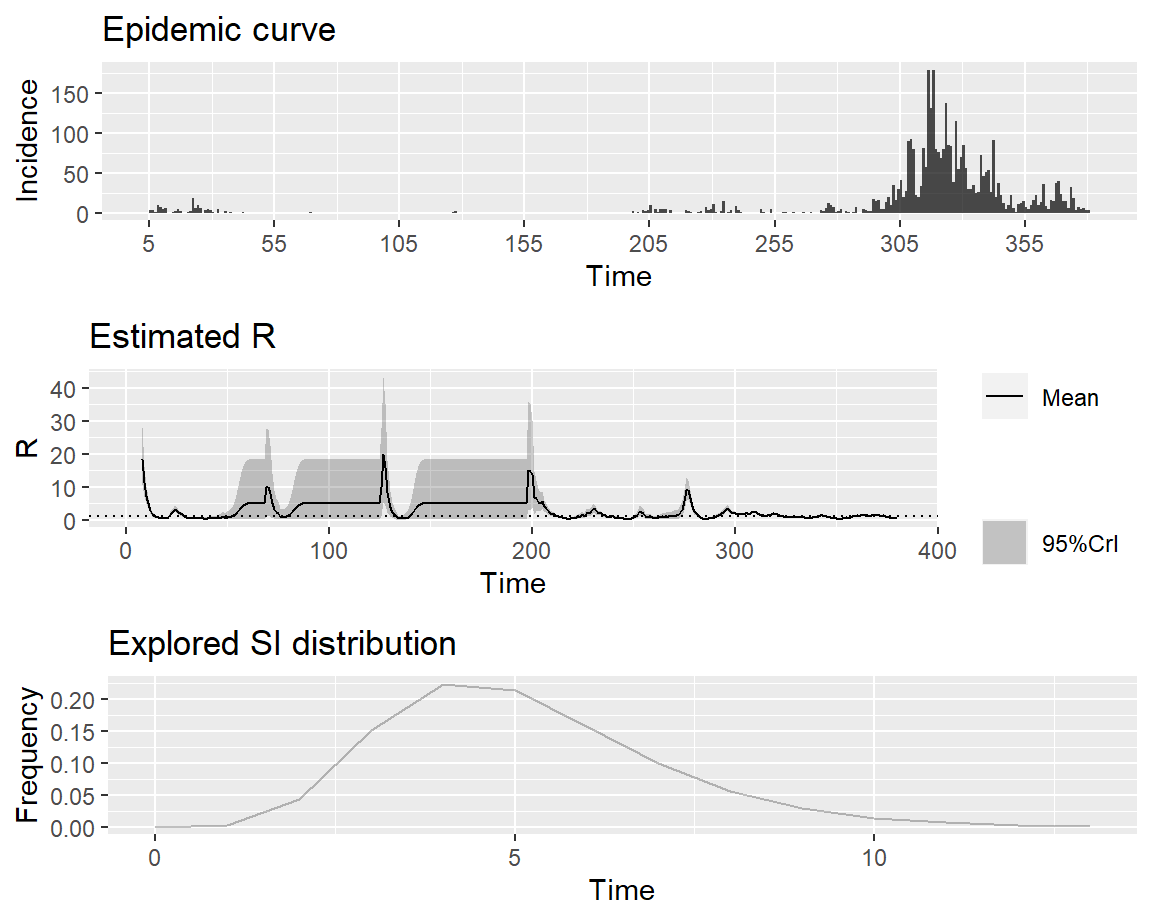 Epidemic curve
Incidence
150
100
50
0
5 55 105 155 205 255 305 355
Time
Estimated R
R
40
30
20
10
0
0 100 200 300 400
Time
Mean
95%CrI
Explored SI distribution
Frequency
0.20
0.15
0.10
0.05
0.00
0 5 10
Time